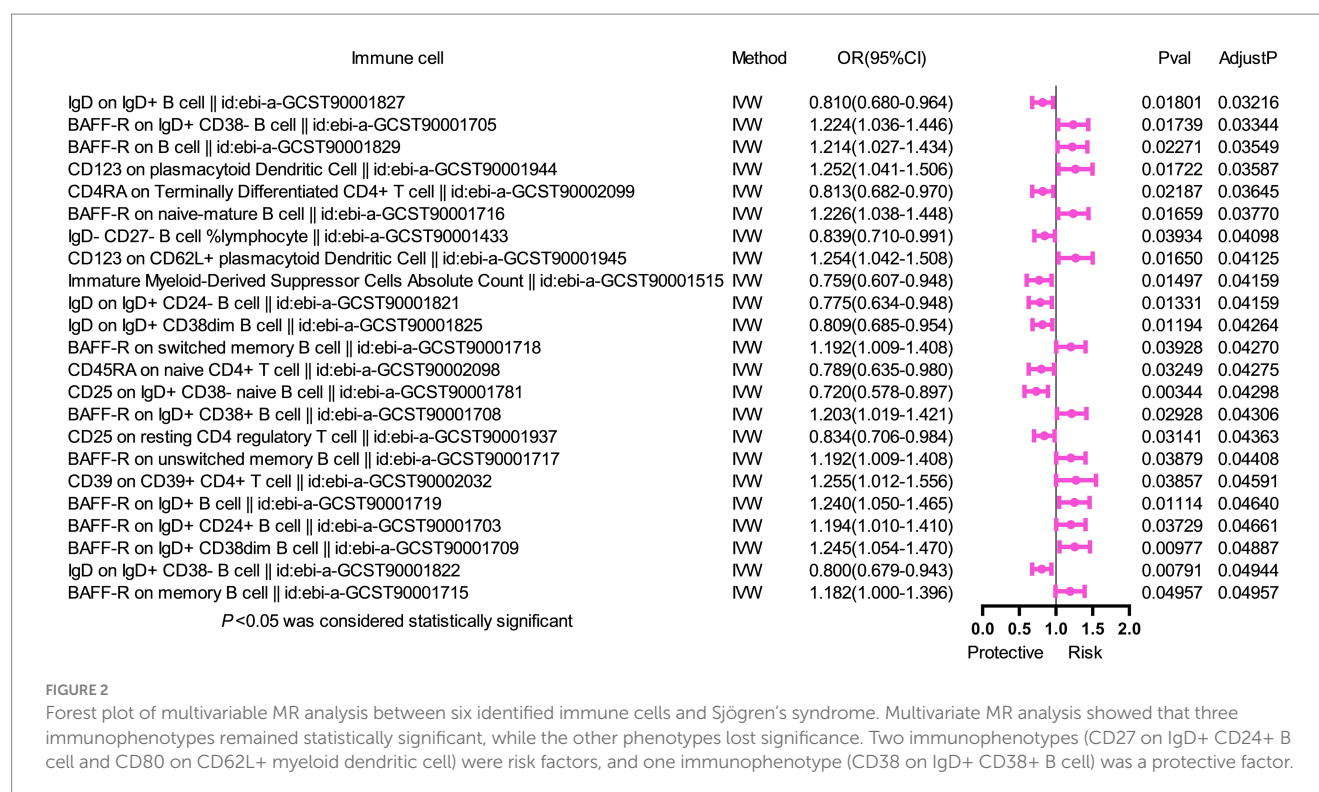 Immune cell Method OR(95%CI) Pval AdjustP
IgD on IgD+ B cell || id:ebi-a-GCST90001827 IVW 0.810(0.680-0.964) 0.01801 0.03216
BAFF-R on IgD+ CD38- B cell || id:ebi-a-GCST90001705 IVW 1.224(1.036-1.446) 0.01739 0.03344
BAFF-R on B cell || id:ebi-a-GCST90001829 IVW 1.214(1.027-1.434) 0.02271 0.03549
CD123 on plasmacytoid Dendritic Cell || id:ebi-a-GCST90001944 IVW 1.252(1.041-1.506) 0.01722 0.03587
CD4RA on Terminally Differentiated CD4+ T cell || id:ebi-a-GCST90002099 IVW 0.813(0.682-0.970) 0.02187 0.03645
BAFF-R on naive-mature B cell || id:ebi-a-GCST90001716 IVW 1.226(1.038-1.448) 0.01659 0.03770
IgD- CD27- B cell %lymphocyte || id:ebi-a-GCST90001433 IVW 0.839(0.710-0.991) 0.03934 0.04098
CD123 on CD62L+ plasmacytoid Dendritic Cell || id:ebi-a-GCST90001945 IVW 1.254(1.042-1.508) 0.01650 0.04125
Immature Myeloid-Derived Suppressor Cells Absolute Count || id:ebi-a-GCST90001515 IVW 0.759(0.607-0.948) 0.01497 0.04159
IgD on IgD+ CD24- B cell || id:ebi-a-GCST90001821 IVW 0.775(0.634-0.948) 0.01331 0.04159
IgD on IgD+ CD38dim B cell || id:ebi-a-GCST90001825 IVW 0.809(0.685-0.954) 0.01194 0.04264
BAFF-R on switched memory B cell || id:ebi-a-GCST90001718 IVW 1.192(1.009-1.408) 0.03928 0.04270
CD45RA on naive CD4+ T cell || id:ebi-a-GCST90002098 IVW 0.789(0.635-0.980) 0.03249 0.04275
CD25 on IgD+ CD38- naive B cell || id:ebi-a-GCST90001781 IVW 0.720(0.578-0.897) 0.00344 0.04298
BAFF-R on IgD+ CD38+ B cell || id:ebi-a-GCST90001708 IVW 1.203(1.019-1.421) 0.02928 0.04306
CD25 on resting CD4 regulatory T cell || id:ebi-a-GCST90001937 IVW 0.834(0.706-0.984) 0.03141 0.04363
BAFF-R on unswitched memory B cell || id:ebi-a-GCST90001717 IVW 1.192(1.009-1.408) 0.03879 0.04408
CD39 on CD39+ CD4+ T cell || id:ebi-a-GCST90002032 IVW 1.255(1.012-1.556) 0.03857 0.04591
BAFF-R on IgD+ B cell || id:ebi-a-GCST90001719 IVW 1.240(1.050-1.465) 0.01114 0.04640
BAFF-R on IgD+ CD24+ B cell || id:ebi-a-GCST90001703 IVW 1.194(1.010-1.410) 0.03729 0.04661
BAFF-R on IgD+ CD38dim B cell || id:ebi-a-GCST90001709 IVW 1.245(1.054-1.470) 0.00977 0.04887
IgD on IgD+ CD38- B cell || id:ebi-a-GCST90001822 IVW 0.800(0.679-0.943) 0.00791 0.04944
BAFF-R on memory B cell || id:ebi-a-GCST90001715 IVW 1.182(1.000-1.396) 0.04957 0.04957
P<0.05 was considered statistically significant
0.0 0.5 1.0 1.5 2.0
Protective Risk
FIGURE 2
Forest plot of multivariable MR analysis between six identified immune cells and Sjögren's syndrome. Multivariate MR analysis showed that three
immunophenotypes remained statistically significant, while the other phenotypes lost significance. Two immunophenotypes (CD27 on IgD+ CD24+ B
cell and CD80 on CD62L+ myeloid dendritic cell) were risk factors, and one immunophenotype (CD38 on IgD+ CD38+ B cell) was a protective factor.